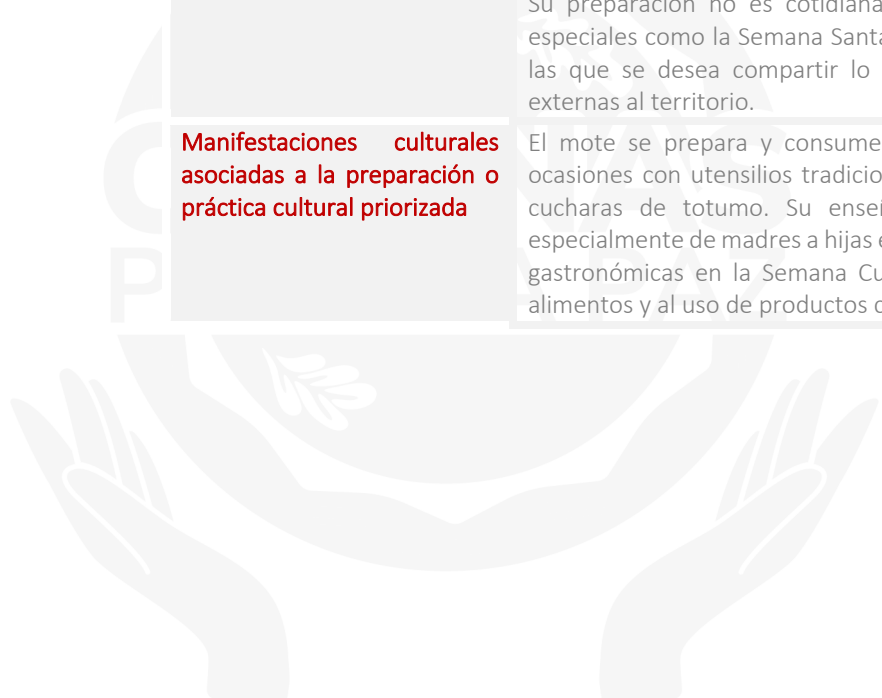 Su preparación no es cotidiana
especiales como la Semana Santa
las que se desea compartir lo
externas al territorio.
Manifestaciones culturales
asociadas a la preparación o
práctica cultural priorizada
El mote se prepara y consume
ocasiones con utensilios tradicio
cucharas de totumo. Su ense
especialmente de madres a hijas
gastronómicas en la Semana Cu
alimentos y al uso de productos